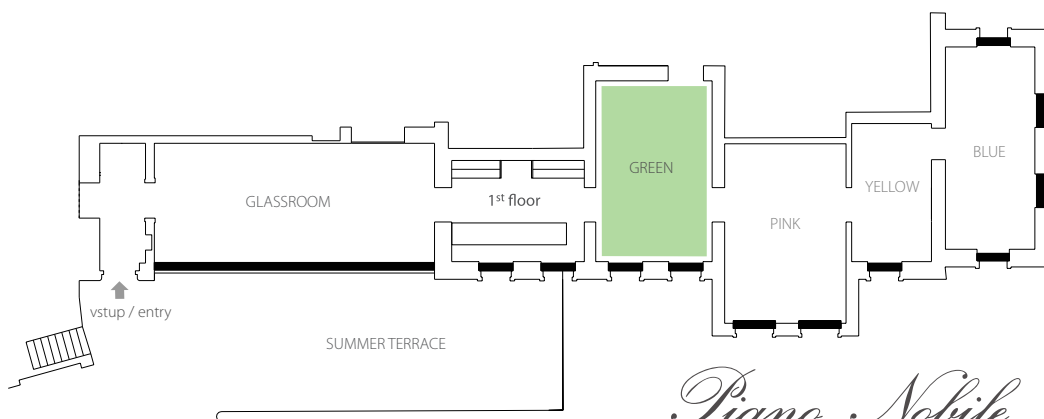 GLASSROOM
1st floor
GREEN
PINK
YELLOW
BLUE
vstup / entry
SUMMER TERRACE
Piano Nobile